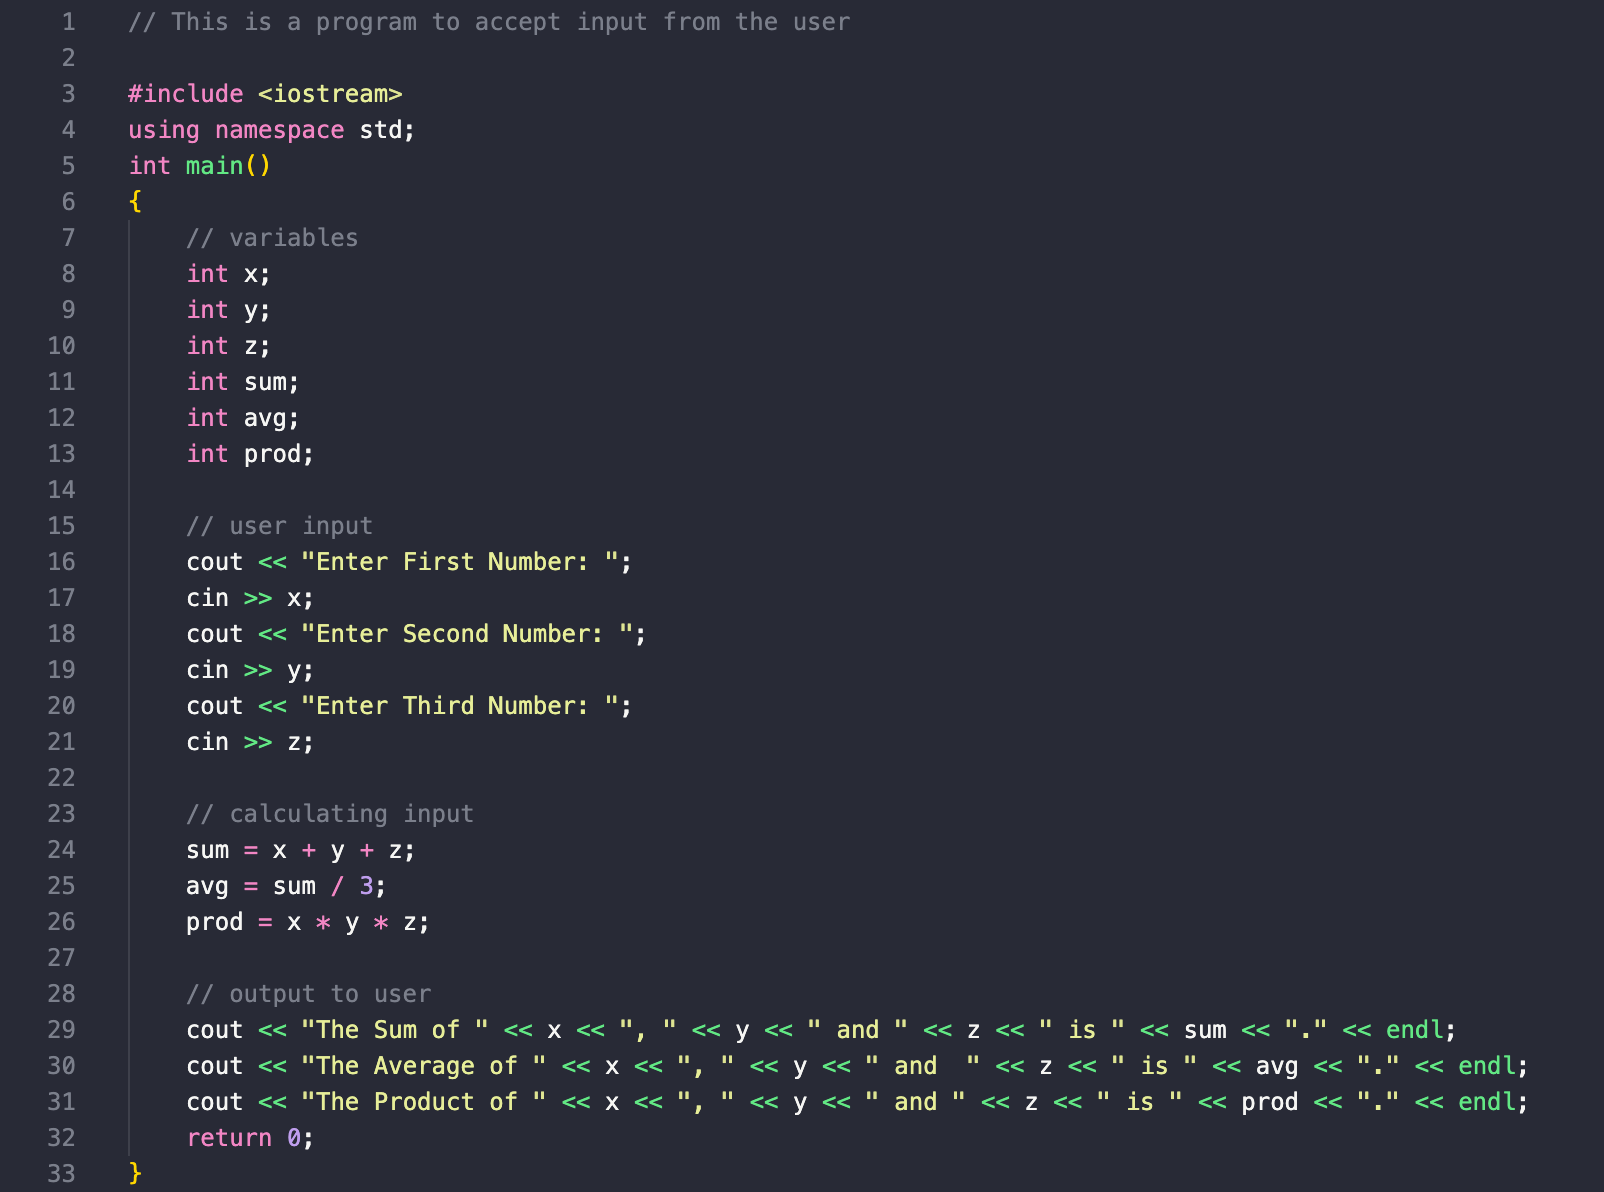 1 // This is a program to accept input from the user
2
3 #include <iostream>
4 using namespace std;
5 int main()
6 {
7     // variables
8     int x;
9     int y;
10     int z;
11     int sum;
12     int avg;
13     int prod;
14
15     // user input
16     cout << "Enter First Number: ";
17     cin >> x;
18     cout << "Enter Second Number: ";
19     cin >> y;
20     cout << "Enter Third Number: ";
21     cin >> z;
22
23     // calculating input
24     sum = x + y + z;
25     avg = sum / 3;
26     prod = x * y * z;
27
28     // output to user
29     cout << "The Sum of " << x << ", " << y << " and " << z << " is " << sum << "." << endl;
30     cout << "The Average of " << x << ", " << y << " and  " << z << " is " << avg << "." << endl;
31     cout << "The Product of " << x << ", " << y << " and " << z << " is " << prod << "." << endl;
32     return 0;
33 }